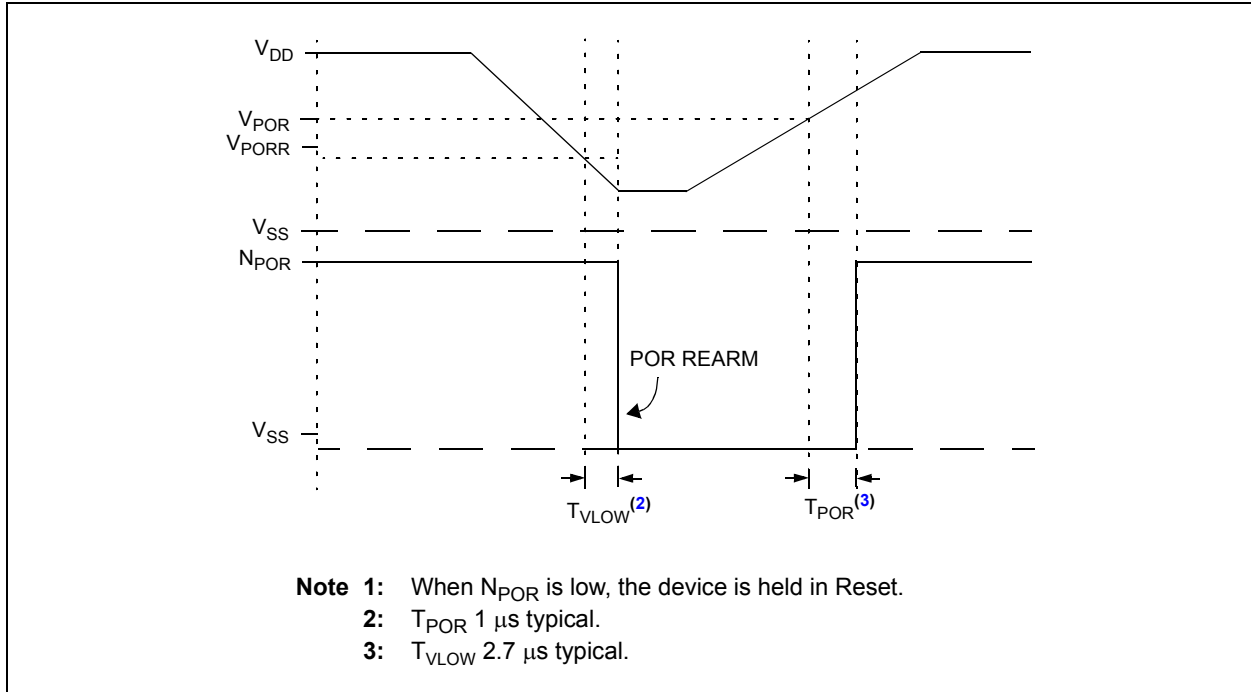 VDD
VPOR
VPORR
VSS
NPOR
POR REARM
VSS
TVLOW(2)
TPOR(3)
Note 1: When NPOR is low, the device is held in Reset.
2: TPOR 1 μs typical.
3: TVLOW 2.7 μs typical.